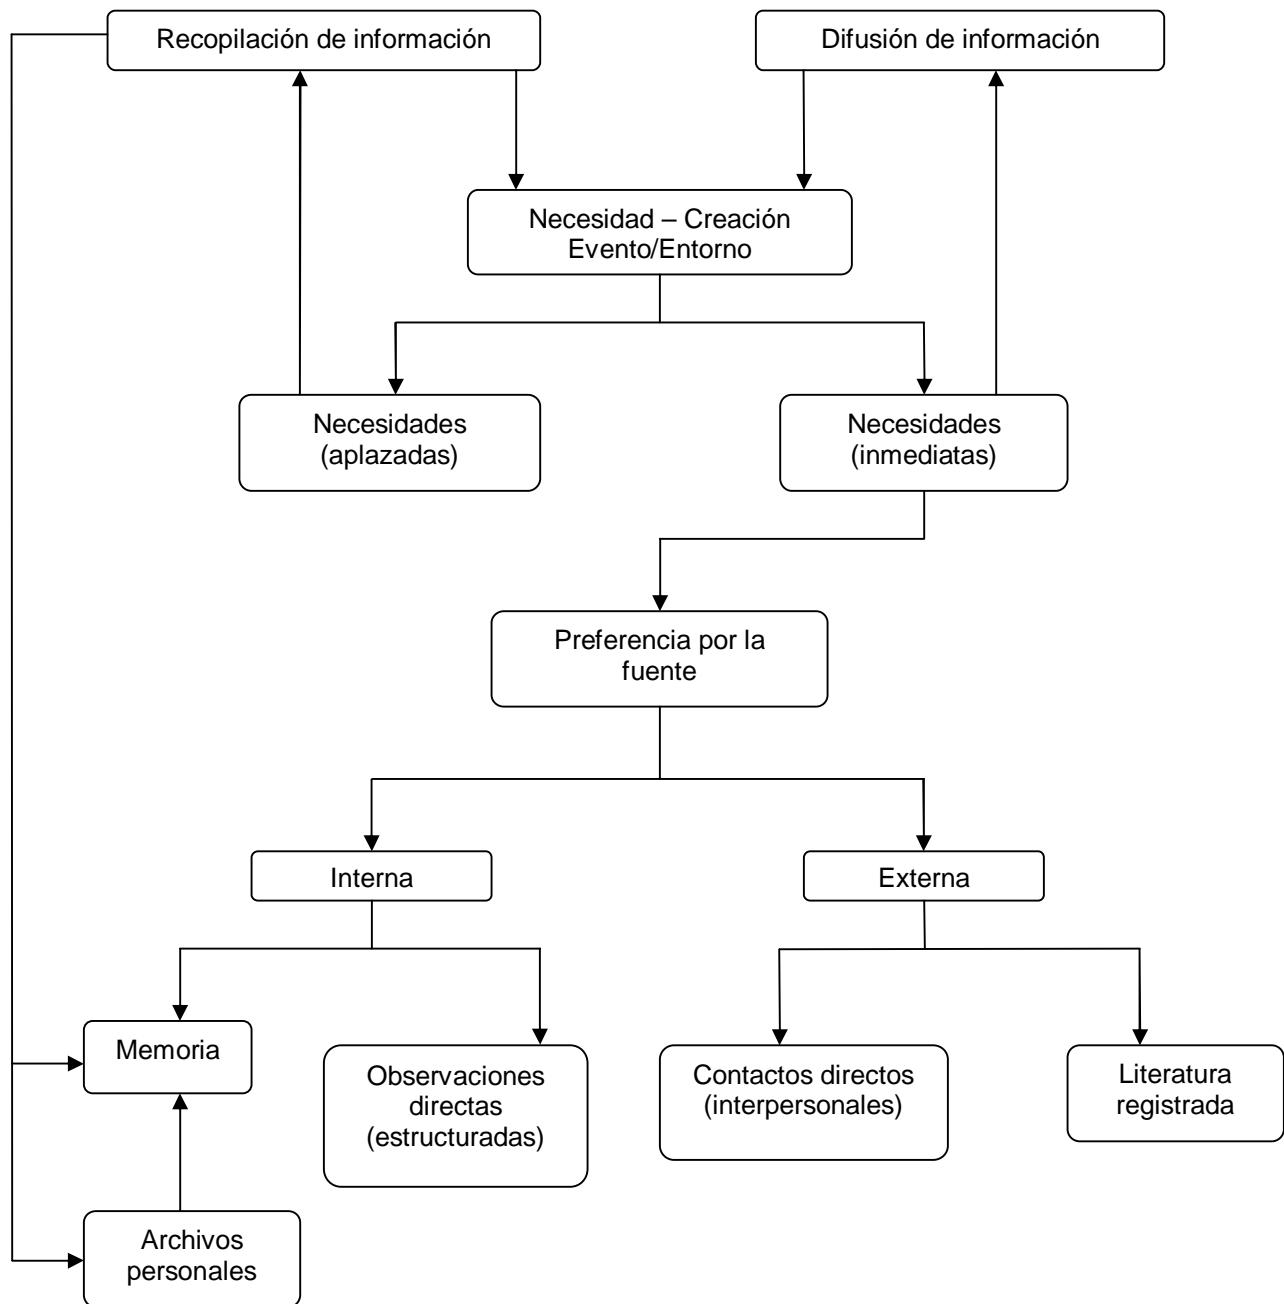 Recopilación de información
Difusión de información
Necesidad – Creación
Evento/Entorno
Necesidades
(aplazadas)
Necesidades
(inmediatas)
Preferencia por la
fuente
Interna
Externa
Memoria
Observaciones
directas
(estructuradas)
Contactos directos
(interpersonales)
Literatura
registrada
Archivos
personales